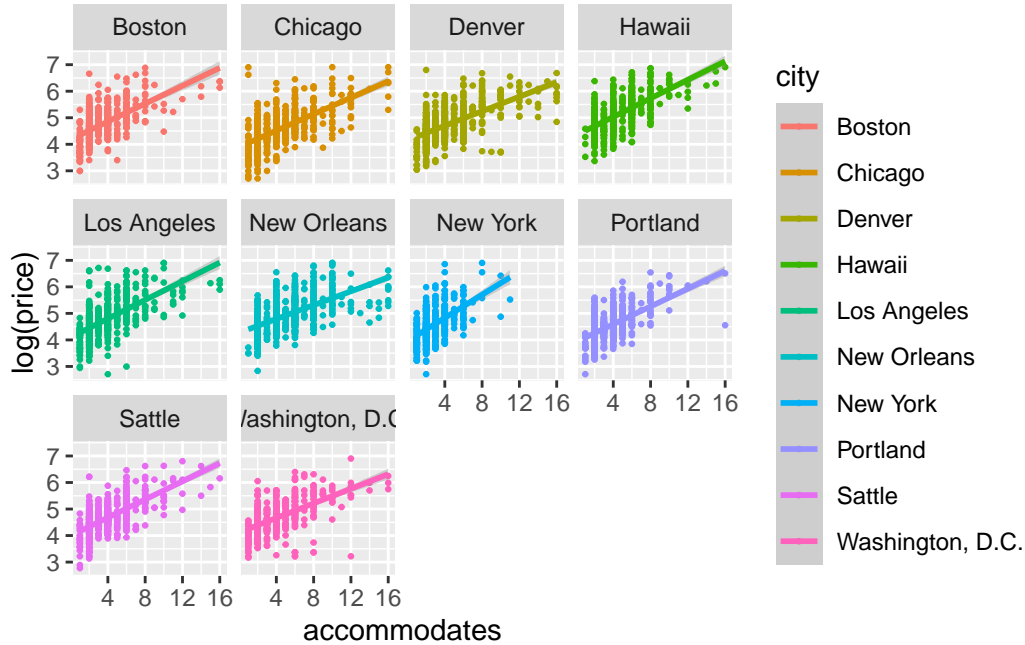 Boston Chicago Denver Hawaii
7
6
5
4
3
Los Angeles New Orleans New York Portland
7
6
5
4
3
4 8 12 16 4 8 12 16
Sattle /ashington, D.C
7
6
5
4
3
4 8 12 16 4 8 12 16
accommodates
log(price)
city
Boston
Chicago
Denver
Hawaii
Los Angeles
New Orleans
New York
Portland
Sattle
Washington, D.C.